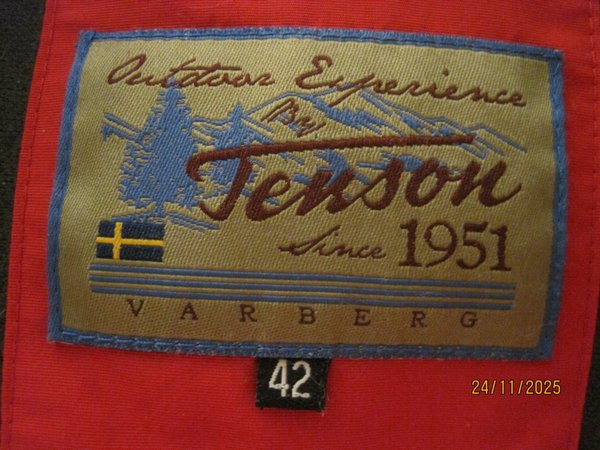 Outdoor Experience
By
Tenson
Since 1951
VARBERG
42
24/11/2025